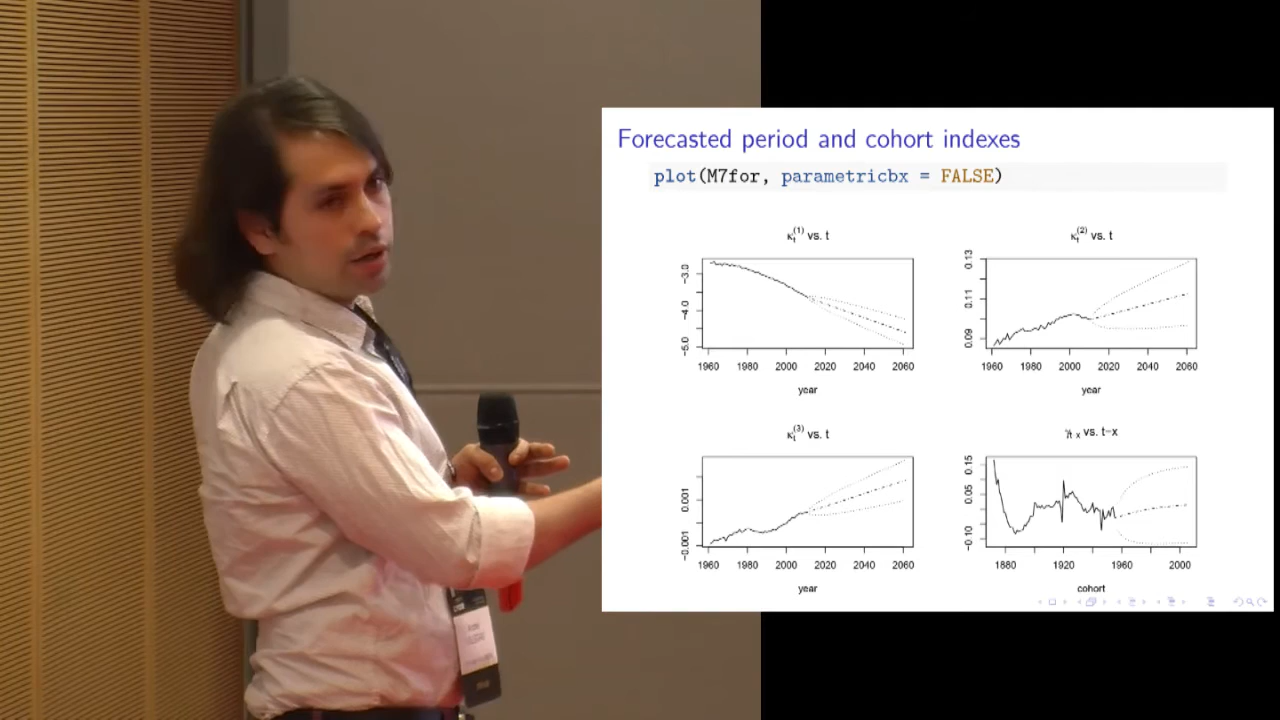 Forecasted period and cohort indexes
plot(M7for, parametricbx = FALSE)
κt(1) vs. t
κt(2) vs. t
-3.0
-4.0
-5.0
1960 1980 2000 2020 2040 2060
year
0.13
0.11
0.09
1960 1980 2000 2020 2040 2060
year
κt(3) vs. t
γt-x vs. t-x
0.001
-0.001
1960 1980 2000 2020 2040 2060
year
0.15
0.05
-0.10
1880 1920 1960 2000
cohort